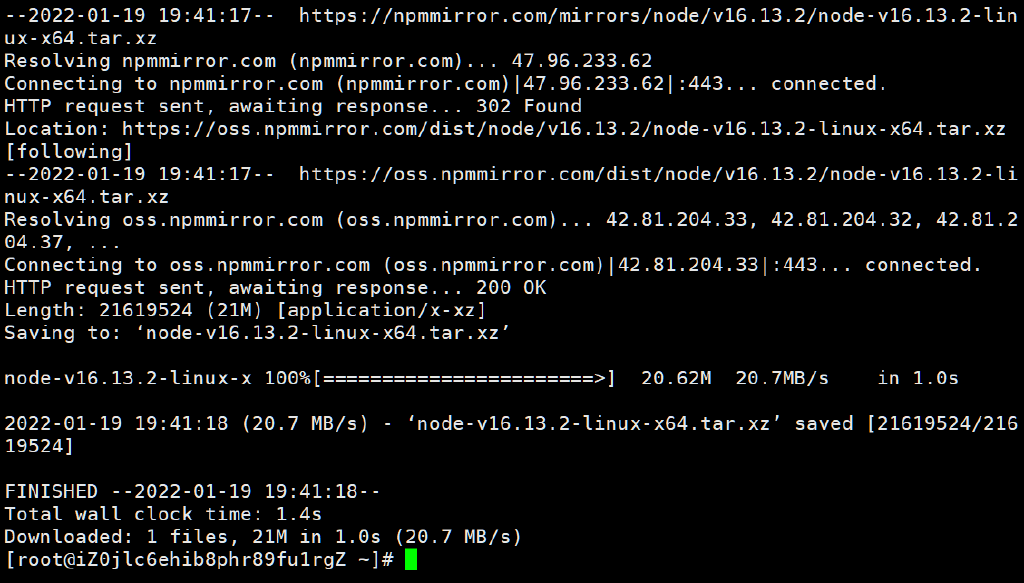 --2022-01-19 19:41:17--  https://npmmirror.com/mirrors/node/v16.13.2/node-v16.13.2-lin
ux-x64.tar.xz
Resolving npmmirror.com (npmmirror.com)... 47.96.233.62
Connecting to npmmirror.com (npmmirror.com)|47.96.233.62|:443... connected.
HTTP request sent, awaiting response... 302 Found
Location: https://oss.npmmirror.com/dist/node/v16.13.2/node-v16.13.2-linux-x64.tar.xz
[following]
--2022-01-19 19:41:17--  https://oss.npmmirror.com/dist/node/v16.13.2/node-v16.13.2-li
nux-x64.tar.xz
Resolving oss.npmmirror.com (oss.npmmirror.com)... 42.81.204.33, 42.81.204.32, 42.81.2
04.37, ...
Connecting to oss.npmmirror.com (oss.npmmirror.com)|42.81.204.33|:443... connected.
HTTP request sent, awaiting response... 200 OK
Length: 21619524 (21M) [application/x-xz]
Saving to: ‘node-v16.13.2-linux-x64.tar.xz’
node-v16.13.2-linux-x 100%[=======================>]  20.62M  20.7MB/s    in 1.0s
2022-01-19 19:41:18 (20.7 MB/s) - ‘node-v16.13.2-linux-x64.tar.xz’ saved [21619524/216
19524]
FINISHED --2022-01-19 19:41:18--
Total wall clock time: 1.4s
Downloaded: 1 files, 21M in 1.0s (20.7 MB/s)
[root@iZ0jlc6ehib8phr89fu1rgZ ~]#